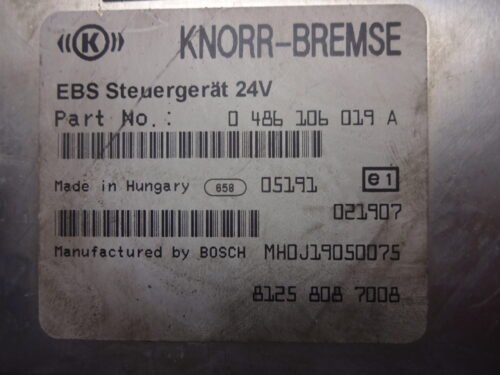 K KNORR-BREMSE
EBS Steuergerät 24V
Part No.: 0 486 106 019 A
Made in Hungary 658 05191 e1
021907
Manufactured by BOSCH MH0J19050075
8125 808 7008